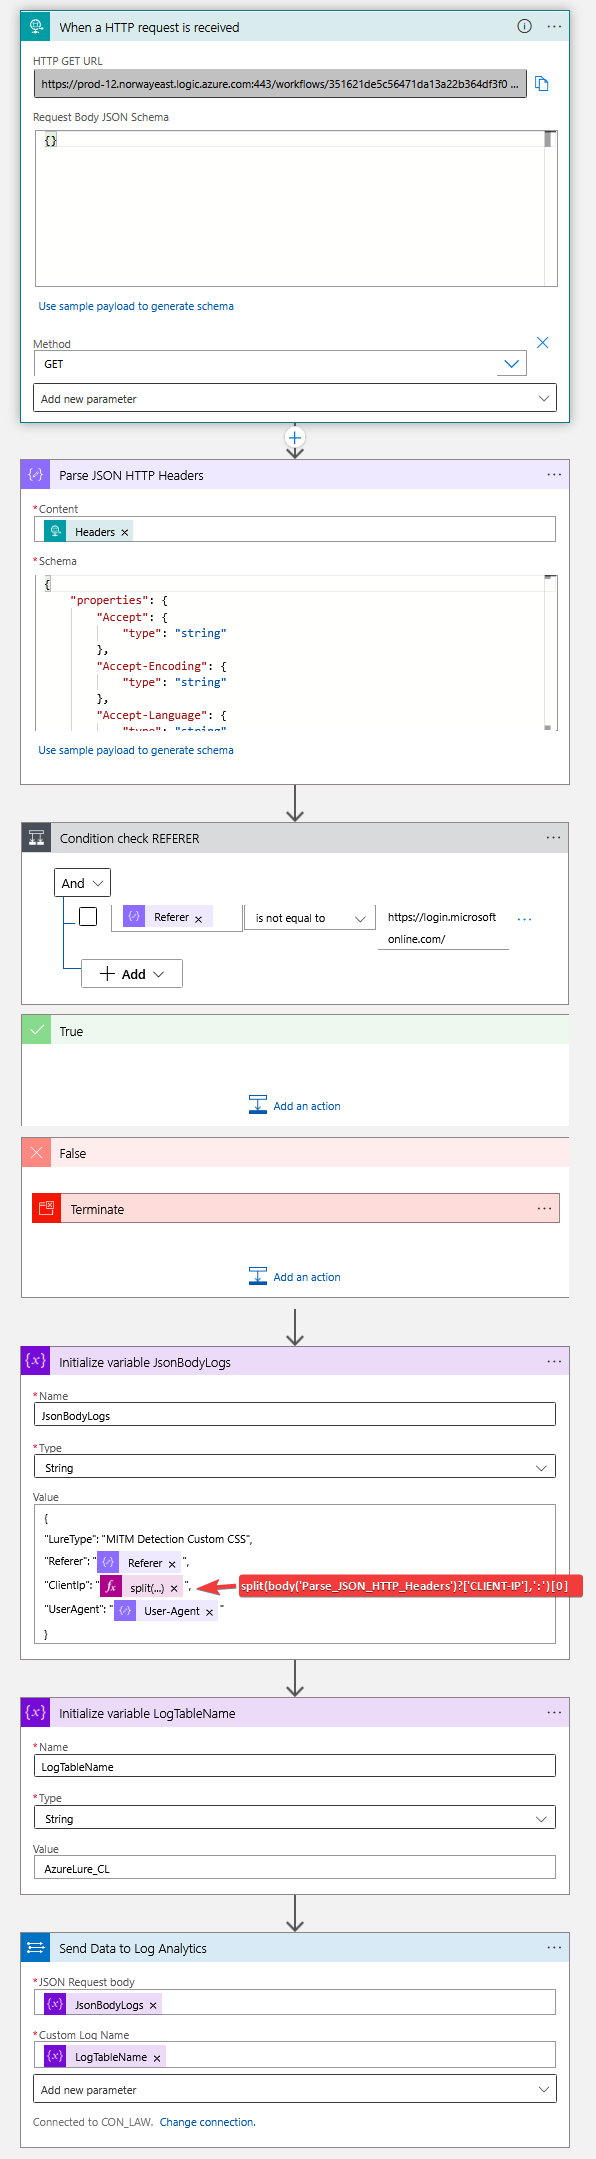 When a HTTP request is received
HTTP GET URL
https://prod-12.norwayeast.logic.azure.com:443/workflows/351621de5c56471da13a22b364df3f0 ...
Request Body JSON Schema
{}
Use sample payload to generate schema
Method
GET
Add new parameter
Parse JSON HTTP Headers
*Content
Headers
*Schema
{
"properties": {
"Accept": {
"type": "string"
},
"Accept-Encoding": {
"type": "string"
},
"Accept-Language": {
"type": "string"
Use sample payload to generate schema
Condition check REFERER
And
Referer
is not equal to
https://login.microsoft
online.com/
Add
True
Add an action
False
Terminate
Add an action
Initialize variable JsonBodyLogs
*Name
JsonBodyLogs
*Type
String
Value
{
"LureType": "MITM Detection Custom CSS",
"Referer": " Referer ",
"ClientIp": " split(...) ", split(body('Parse_JSON_HTTP_Headers')?['CLIENT-IP'],':')[0]
"UserAgent": " User-Agent "
}
Initialize variable LogTableName
*Name
LogTableName
*Type
String
Value
AzureLure_CL
Send Data to Log Analytics
*JSON Request body
JsonBodyLogs
*Custom Log Name
LogTableName
Add new parameter
Connected to CON_LAW. Change connection.